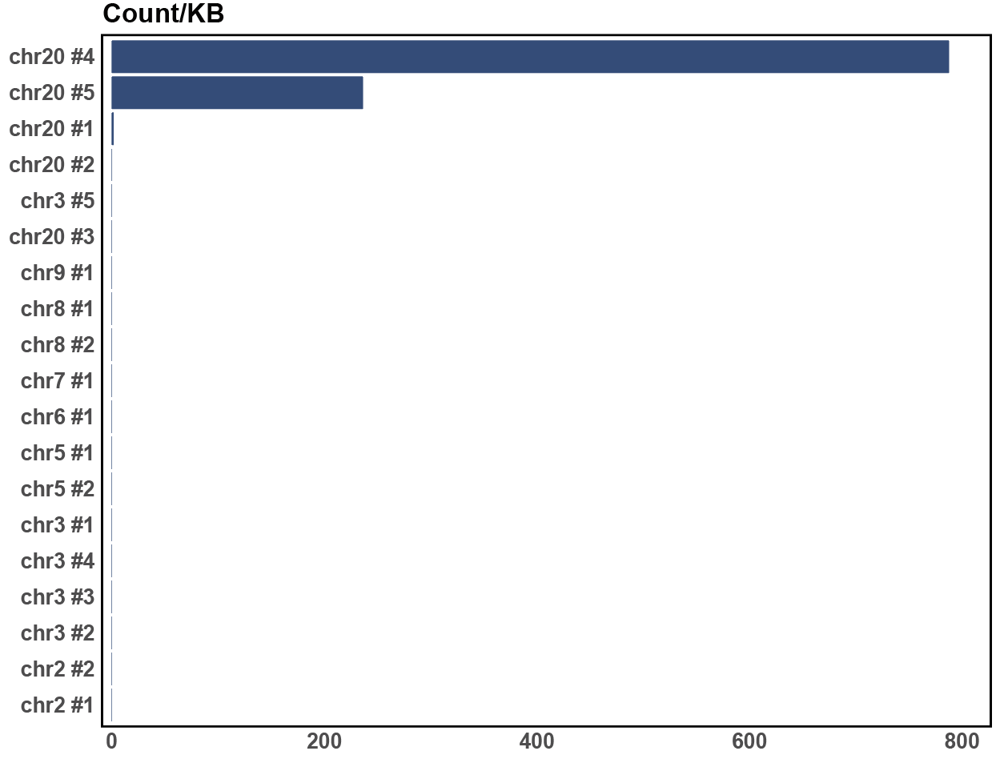 Count/KB
chr20 #4
chr20 #5
chr20 #1
chr20 #2
chr3 #5
chr20 #3
chr9 #1
chr8 #1
chr8 #2
chr7 #1
chr6 #1
chr5 #1
chr5 #2
chr3 #1
chr3 #4
chr3 #3
chr3 #2
chr2 #2
chr2 #1
0 200 400 600 800